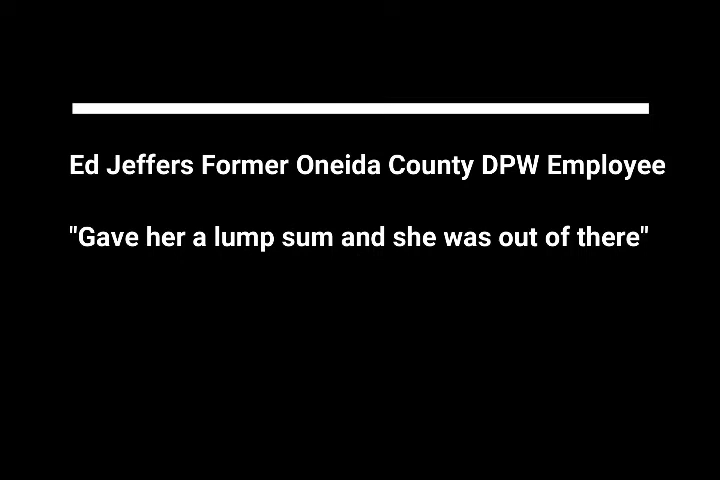 Ed Jeffers Former Oneida County DPW Employee
"Gave her a lump sum and she was out of there"